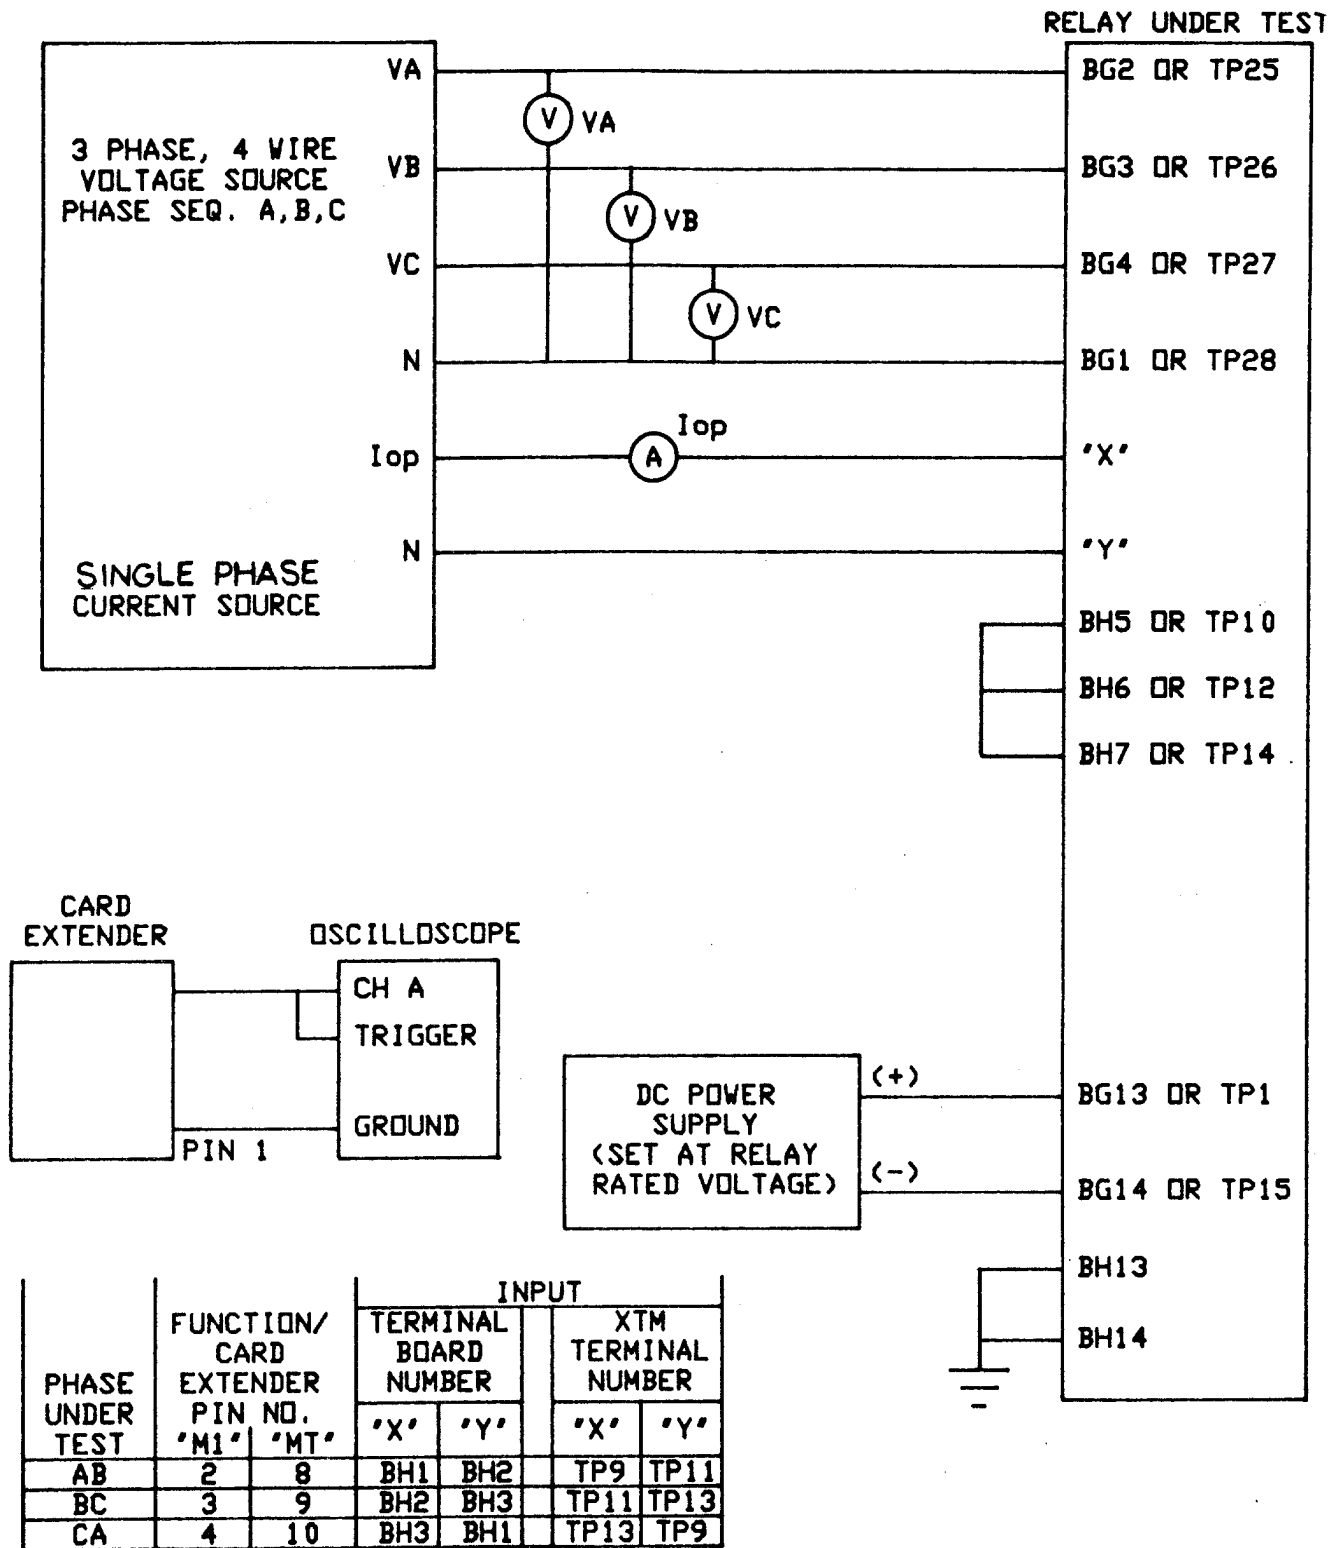 RELAY UNDER TEST
VA
BG2 OR TP25
V VA
3 PHASE, 4 WIRE
VOLTAGE SOURCE
PHASE SEQ. A,B,C
VB
BG3 OR TP26
V VB
VC
BG4 OR TP27
V VC
N
BG1 OR TP28
Iop
Iop
A
"X"
N
"Y"
SINGLE PHASE
CURRENT SOURCE
BH5 OR TP10
BH6 OR TP12
BH7 OR TP14
CARD
EXTENDER
OSCILLOSCOPE
CH A
TRIGGER
GROUND
PIN 1
DC POWER
SUPPLY
(SET AT RELAY
RATED VOLTAGE)
(+)
BG13 OR TP1
(-)
BG14 OR TP15
BH13
BH14
INPUT
PHASE
UNDER
TEST
FUNCTION/
CARD
EXTENDER
PIN NO.
"M1" "MT"
TERMINAL
BOARD
NUMBER
"X" "Y"
XTM
TERMINAL
NUMBER
"X" "Y"
AB 2 8 BH1 BH2 TP9 TP11
BC 3 9 BH2 BH3 TP11 TP13
CA 4 10 BH3 BH1 TP13 TP9